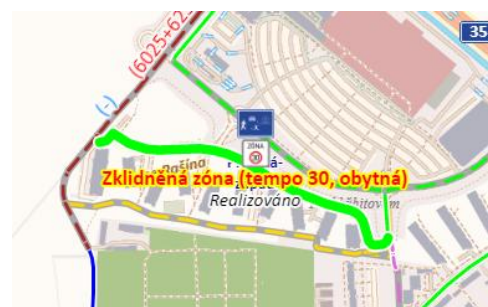 35
(6025+62
(-)
ZÓNA
30
Zklidněná zóna (tempo 30, obytná)
Realizováno